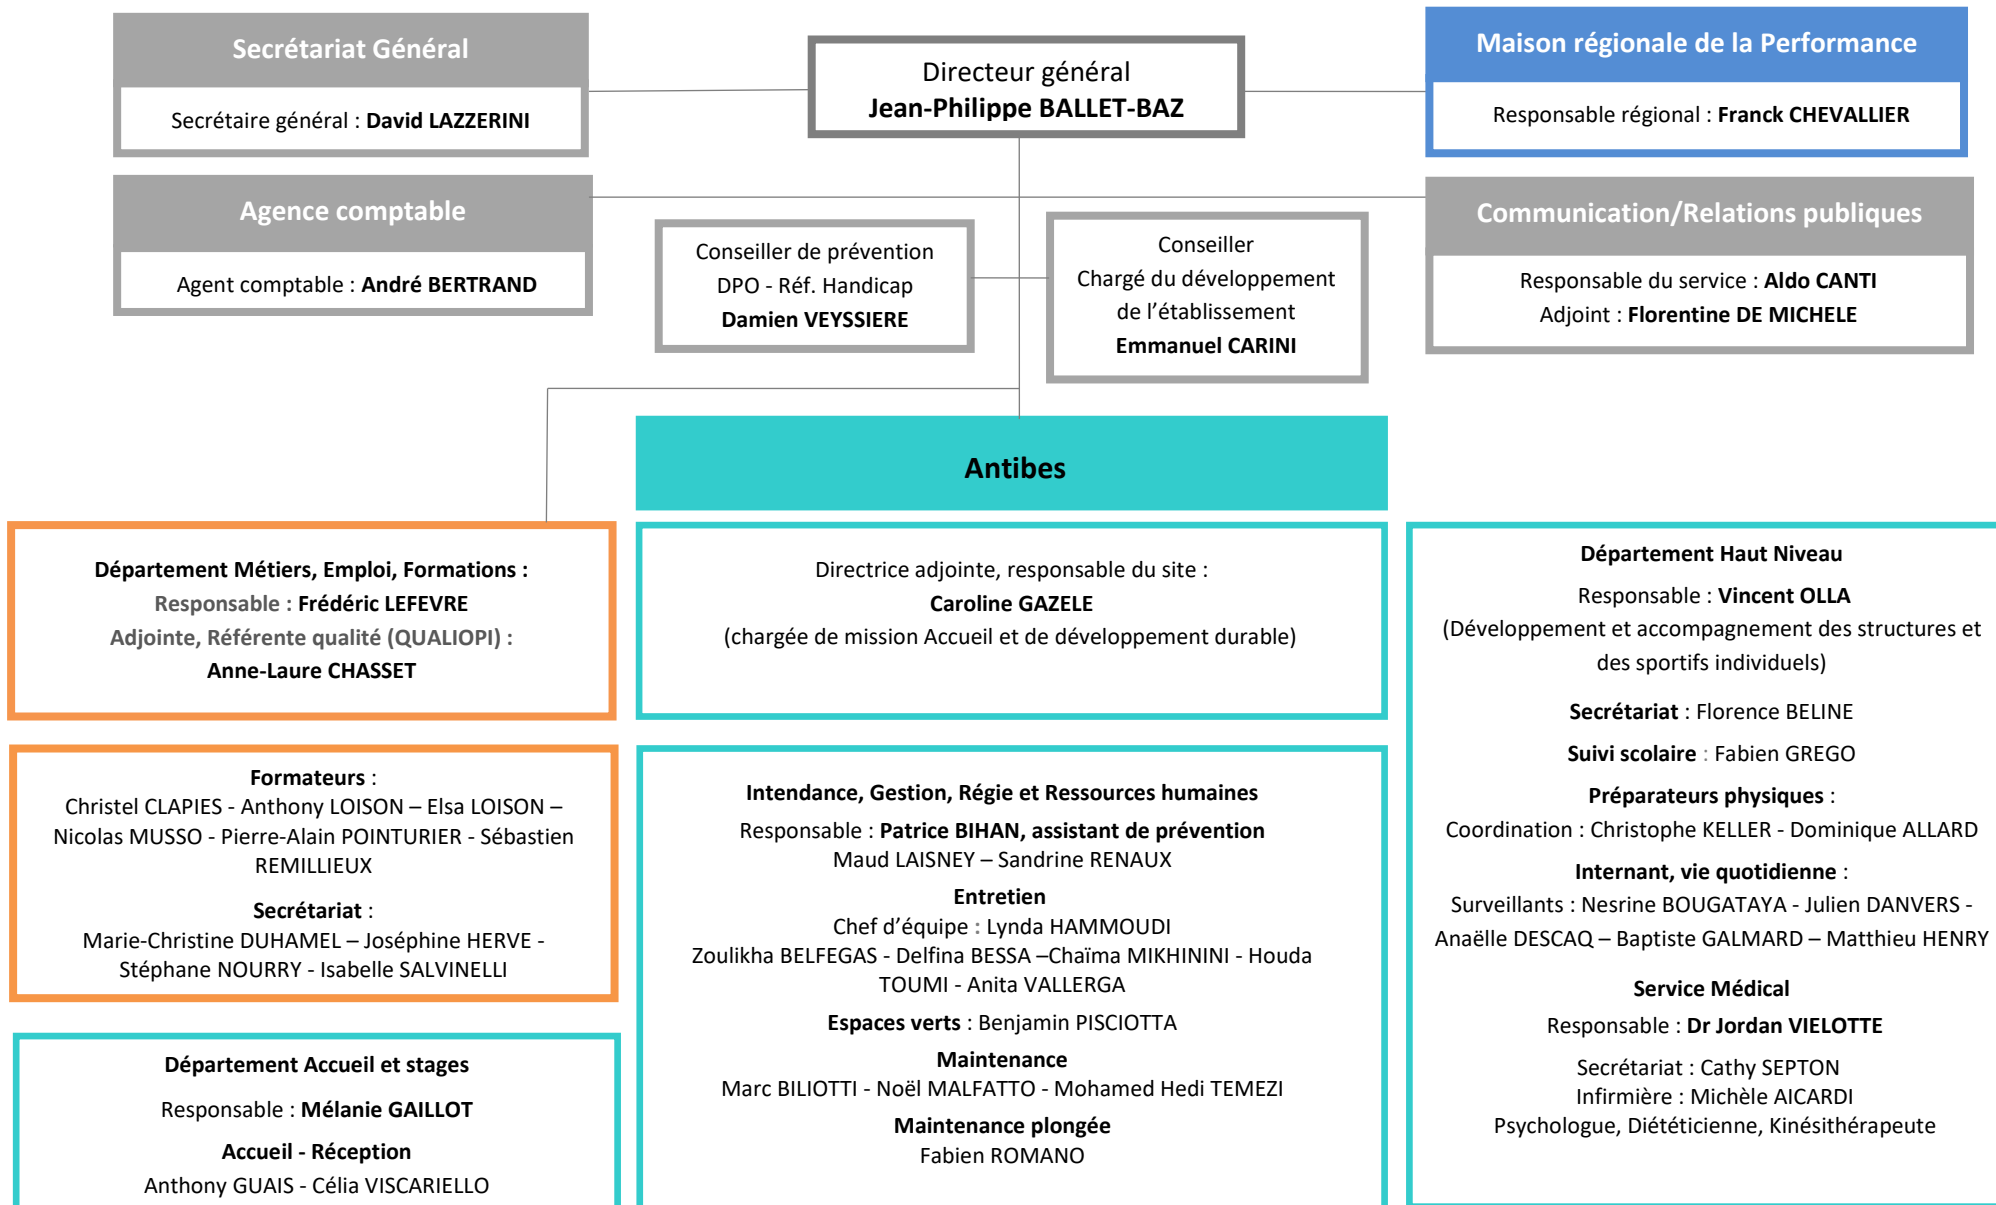 Secrétariat Général
Secrétaire général : David LAZZERINI
Directeur général
Jean-Philippe BALLET-BAZ
Maison régionale de la Performance
Responsable régional : Franck CHEVALLIER
Agence comptable
Agent comptable : André BERTRAND
Conseiller de prévention
DPO - Réf. Handicap
Damien VEYSSIERE
Conseiller
Chargé du développement
de l’établissement
Emmanuel CARINI
Communication/Relations publiques
Responsable du service : Aldo CANTI
Adjoint : Florentine DE MICHELE
Antibes
Département Métiers, Emploi, Formations :
Responsable : Frédéric LEFEVRE
Adjointe, Référente qualité (QUALIOPI) :
Anne-Laure CHASSET
Formateurs :
Christel CLAPIES - Anthony LOISON – Elsa LOISON –
Nicolas MUSSO - Pierre-Alain POINTURIER - Sébastien
REMILLIEUX
Secrétariat :
Marie-Christine DUHAMEL – Joséphine HERVE -
Stéphane NOURRY - Isabelle SALVINELLI
Département Accueil et stages
Responsable : Mélanie GAILLOT
Accueil - Réception
Anthony GUAIS - Célia VISCARIELLO
Directrice adjointe, responsable du site :
Caroline GAZELE
(chargée de mission Accueil et de développement durable)
Intendance, Gestion, Régie et Ressources humaines
Responsable : Patrice BIHAN, assistant de prévention
Maud LAISNEY – Sandrine RENAUX
Entretien
Chef d’équipe : Lynda HAMMOUDI
Zoulikha BELFEGAS - Delfina BESSA –Chaïma MIKHININI - Houda
TOUMI - Anita VALLERGA
Espaces verts : Benjamin PISCIOTTA
Maintenance
Marc BILIOTTI - Noël MALFATTO - Mohamed Hedi TEMEZI
Maintenance plongée
Fabien ROMANO
Département Haut Niveau
Responsable : Vincent OLLA
(Développement et accompagnement des structures et
des sportifs individuels)
Secrétariat : Florence BELINE
Suivi scolaire : Fabien GREGO
Préparateurs physiques :
Coordination : Christophe KELLER - Dominique ALLARD
Internant, vie quotidienne :
Surveillants : Nesrine BOUGATAYA - Julien DANVERS -
Anaëlle DESCAQ – Baptiste GALMARD – Matthieu HENRY
Service Médical
Responsable : Dr Jordan VIELOTTE
Secrétariat : Cathy SEPTON
Infirmière : Michèle AICARDI
Psychologue, Diététicienne, Kinésithérapeute